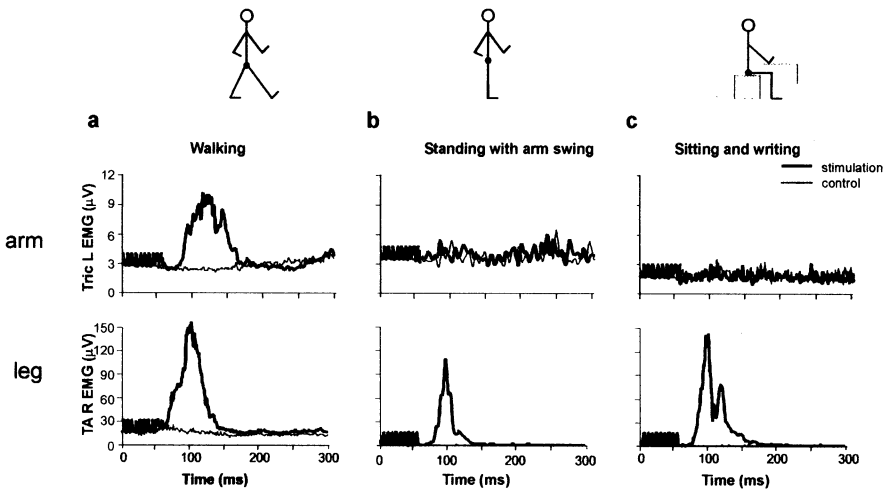 a
b
c
Walking
Standing with arm swing
Sitting and writing
stimulation
control
arm
Tric L EMG (µV)
12
9
6
3
0
leg
TA R EMG (µV)
150
120
90
60
30
0
0 100 200 300
0 100 200 300
0 100 200 300
Time (ms)
Time (ms)
Time (ms)